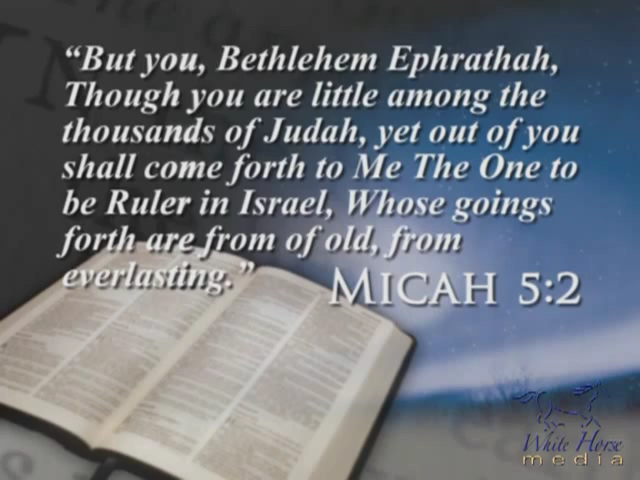 “But you, Bethlehem Ephrathah,
Though you are little among the
thousands of Judah, yet out of you
shall come forth to Me The One to
be Ruler in Israel, Whose goings
forth are from of old, from
everlasting.”
MICAH 5:2
White Horse
media